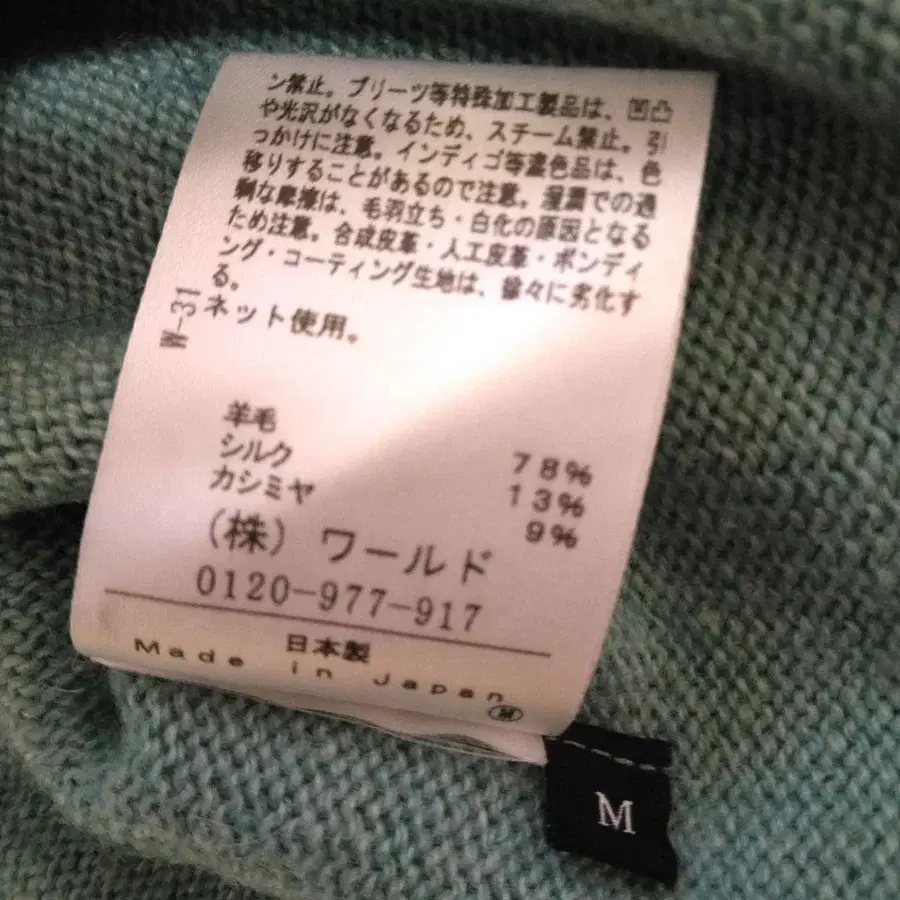 ン禁止。プリーツ等特殊加工製品は、凹凸
や光沢がなくなるため、スチーム禁止。引
っかけに注意。インディゴ等濃色品は、色
移りすることがあるので注意。湿潤での過
剰な摩擦は、毛羽立ち・白化の原因となる
ため注意。合成皮革・人工皮革・ボンディ
ング・コーティング生地は、徐々に劣化す
る。
ネット使用。
W-31
羊毛 78%
シルク 13%
カシミヤ 9%
(株)ワールド
0120-977-917
日本製
Made in Japan
M
M